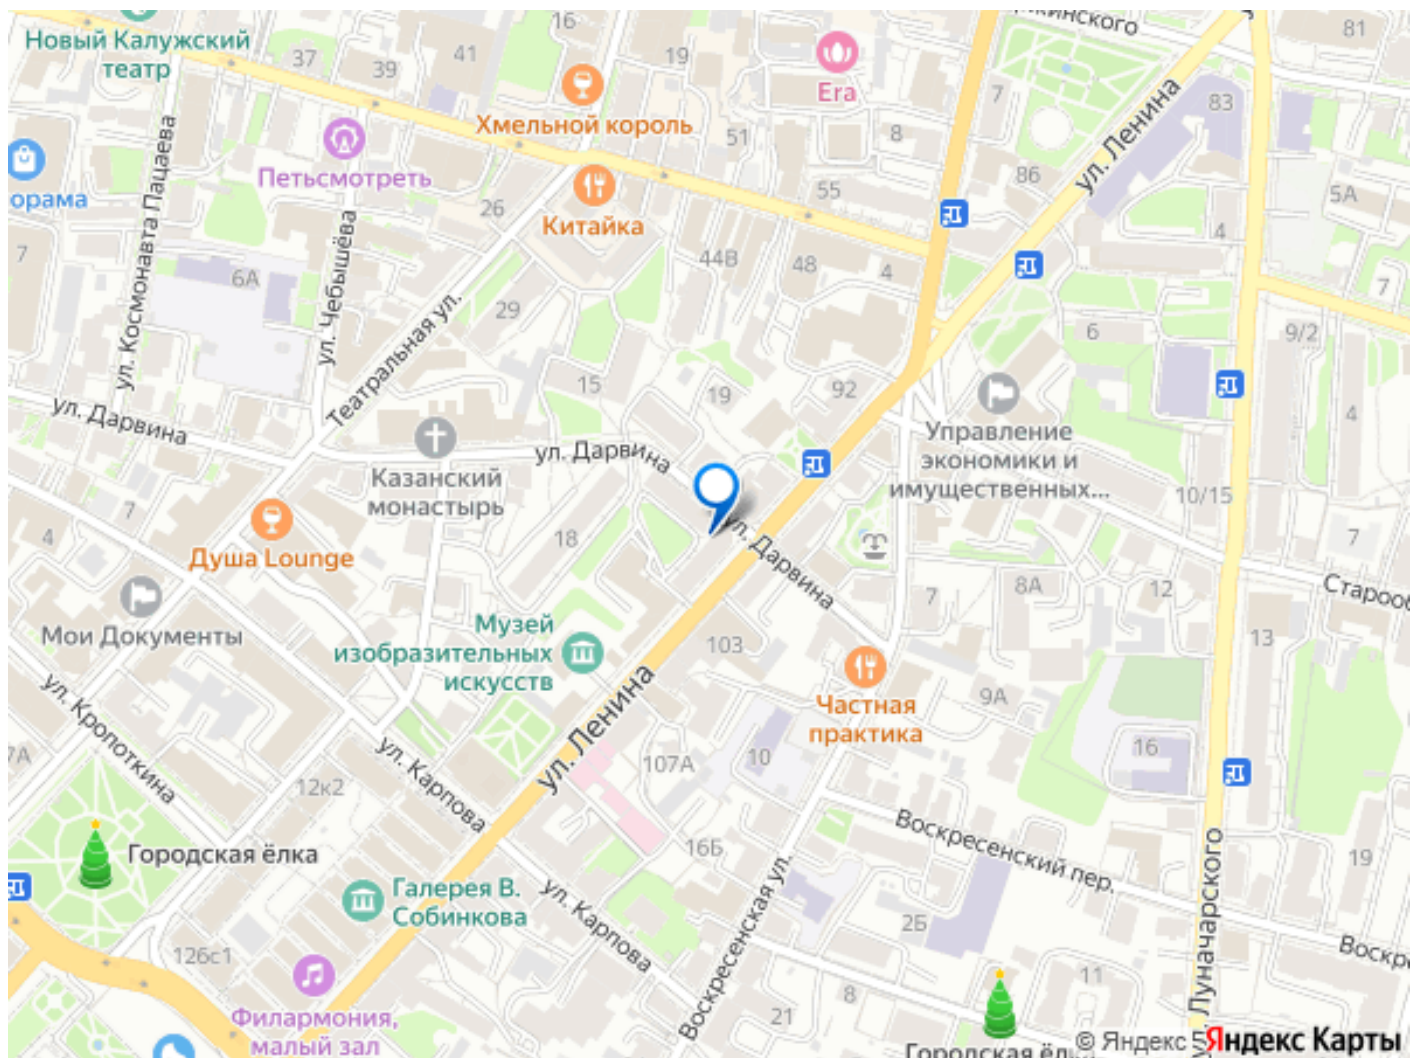 Новый Калужский
театр
37
39
41
16
19
Хмельной король
Era
51
8
7
ул. Ленина
83
81
5А
86
Петьсмотреть
орама
7
ул. Космонавта Пацаева
6А
ул. Чебышёва
26
Китайка
55
44В
48
4
4
7
Театральная ул.
29
6
9/2
15
19
92
4
ул. Дарвина
Казанский
монастырь
ул. Дарвина
Управление
экономики и
имущественных...
10/15
7
4
Душа Lounge
18
ул. Дарвина
7
8А
12
7
Мои Документы
Музей
изобразительных
искусств
103
13
ул. Кропоткина
ул. Ленина
Частная
практика
9А
16
107А
10
12к2
ул. Карпова
Городская ёлка
16Б
Воскресенский пер.
19
Галерея В.
Собинкова
ул. Карпова
Воскресенская ул.
2Б
126с1
11
8
21
Филармония,
малый зал
Луначарского
© Яндекс
Яндекс Карты